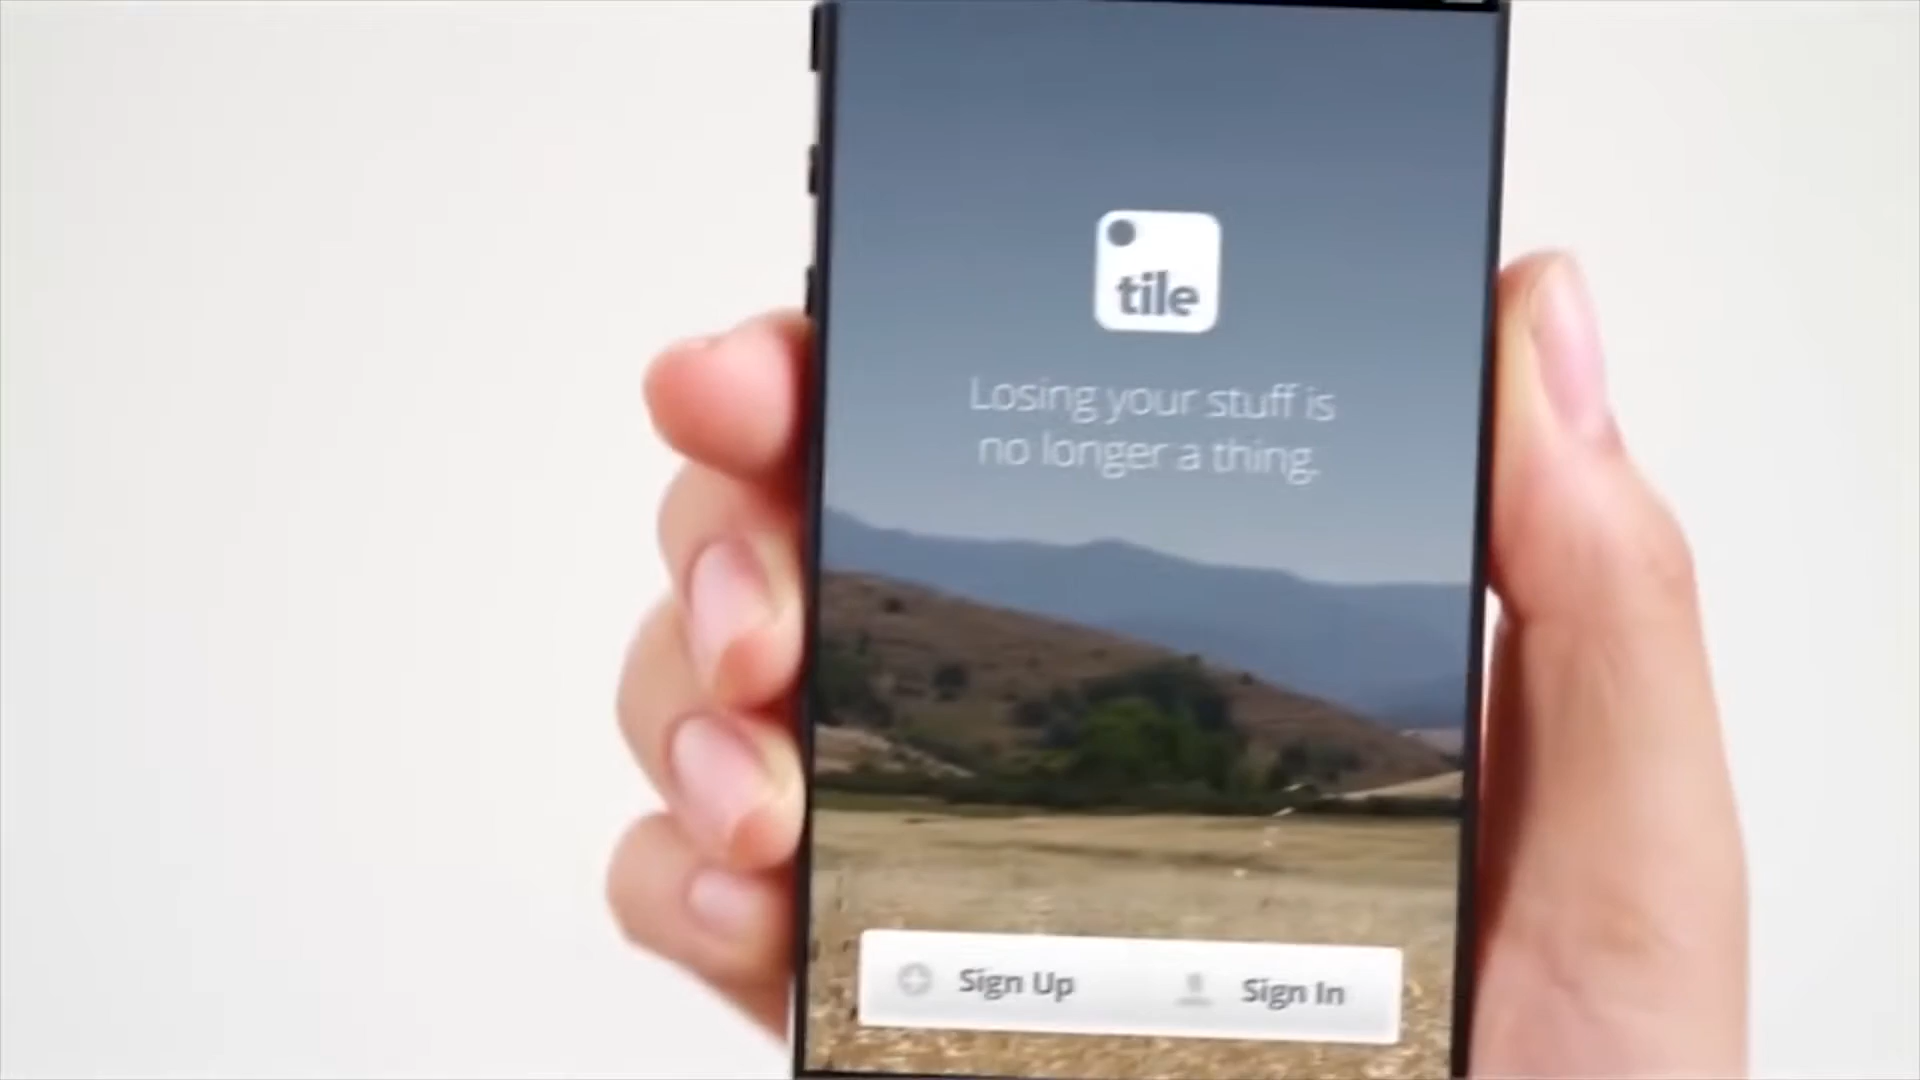 tile
Losing your stuff is
no longer a thing.
Sign Up
Sign In